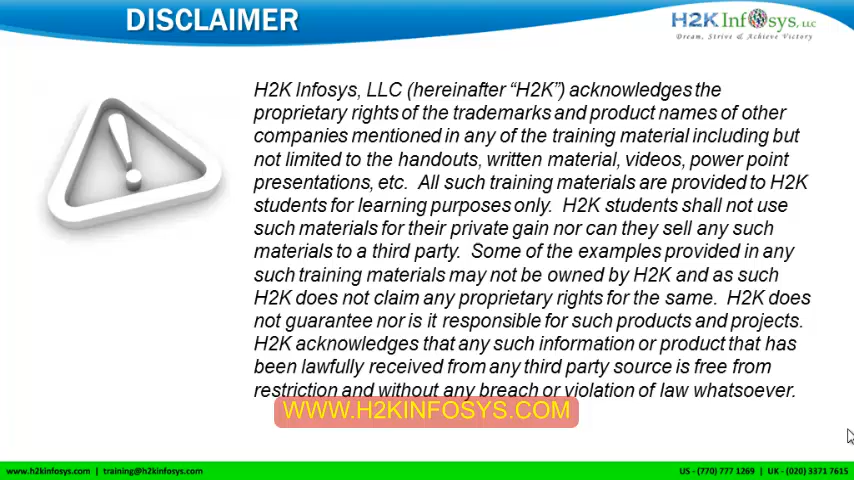 DISCLAIMER
H2K Infosys, LLC
Dream, Strive & Achieve Victory
H2K Infosys, LLC (hereinafter “H2K”) acknowledges the
proprietary rights of the trademarks and product names of other
companies mentioned in any of the training material including but
not limited to the handouts, written material, videos, power point
presentations, etc.  All such training materials are provided to H2K
students for learning purposes only.  H2K students shall not use
such materials for their private gain nor can they sell any such
materials to a third party.  Some of the examples provided in any
such training materials may not be owned by H2K and as such
H2K does not claim any proprietary rights for the same.  H2K does
not guarantee nor is it responsible for such products and projects.
H2K acknowledges that any such information or product that has
been lawfully received from any third party source is free from
restriction and without any breach or violation of law whatsoever.
WWW.H2KINFOSYS.COM
www.h2kinfosys.com | training@h2kinfosys.com
US - (770) 777 1269 | UK - (020) 3371 7615